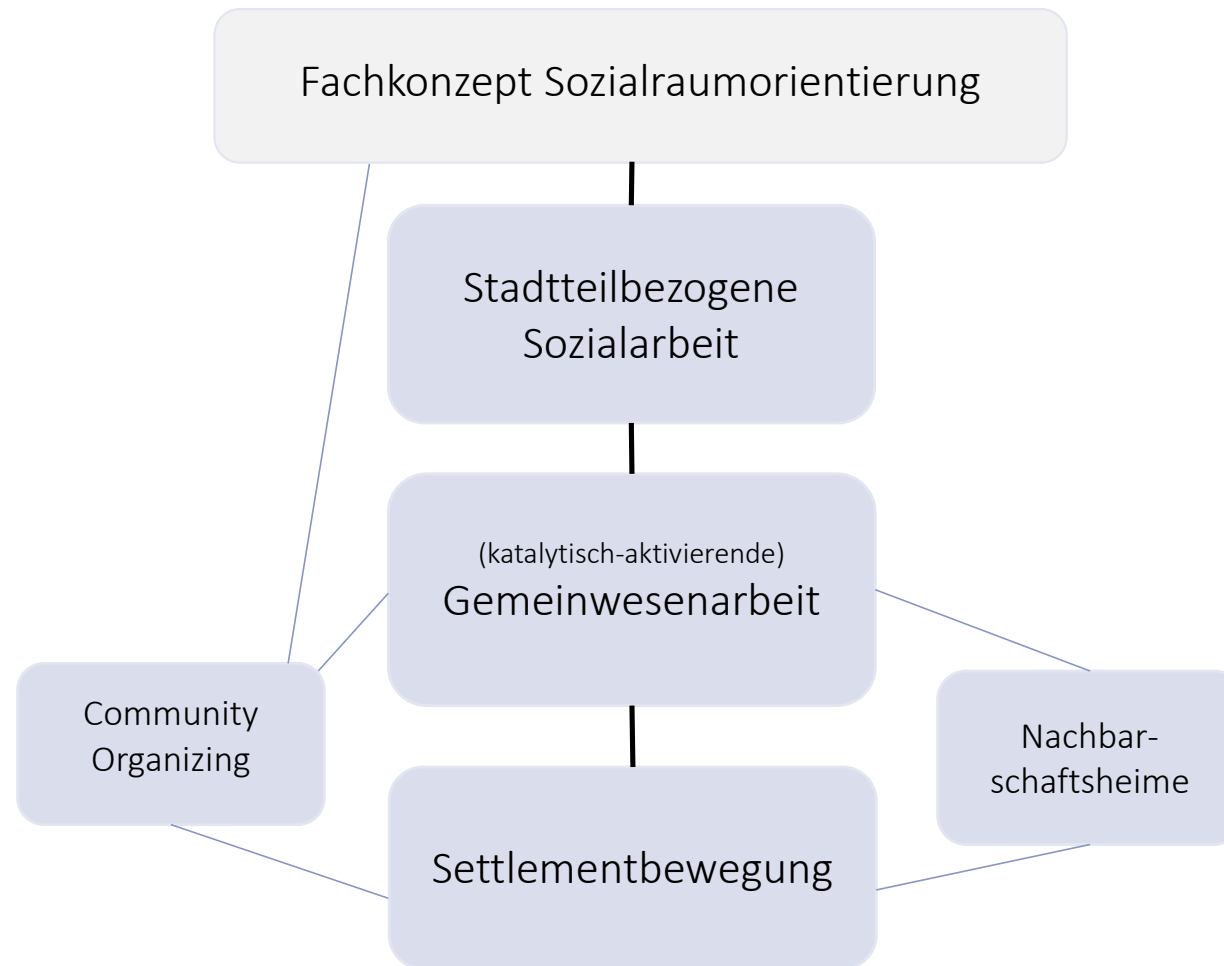 Fachkonzept Sozialraumorientierung
Stadtteilbezogene
Sozialarbeit
(katalytisch-aktivierende)
Gemeinwesenarbeit
Community
Organizing
Nachbar-
schaftsheime
Settlementbewegung